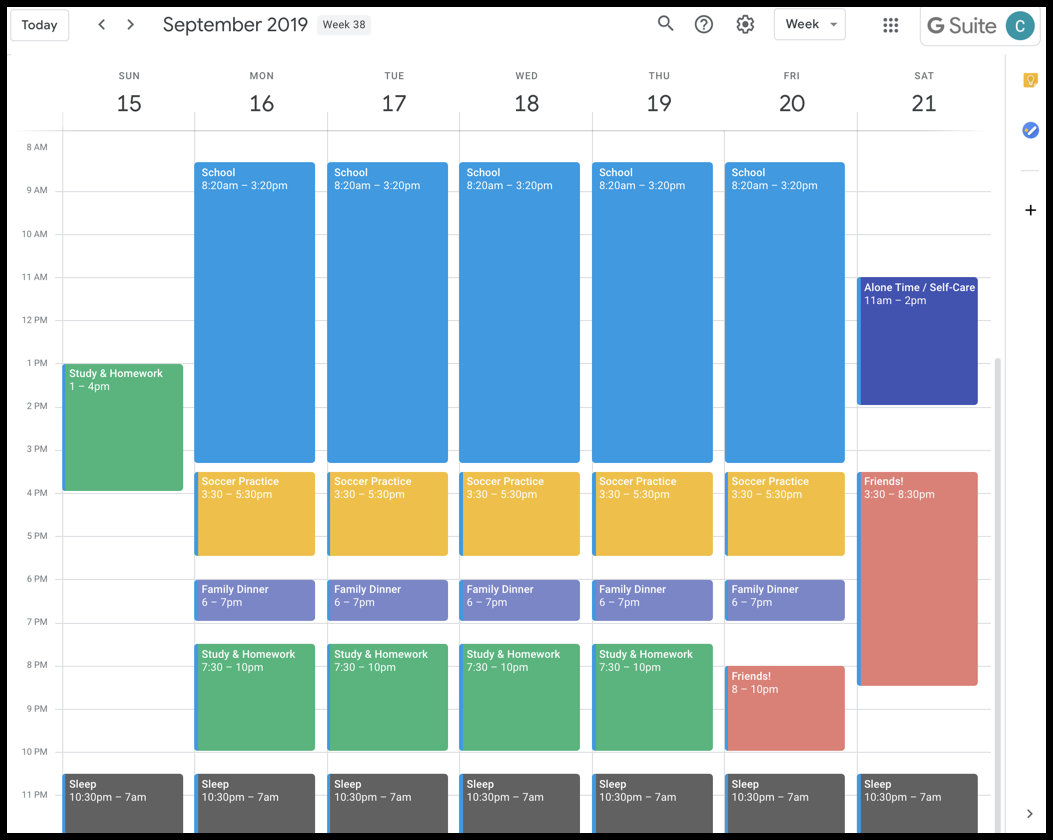 Today
September 2019
Week 38
Week
G Suite
C
SUN
MON
TUE
WED
THU
FRI
SAT
15
16
17
18
19
20
21
8 AM
9 AM
10 AM
11 AM
12 PM
1 PM
2 PM
3 PM
4 PM
5 PM
6 PM
7 PM
8 PM
9 PM
10 PM
11 PM
Study & Homework
1 – 4pm
Sleep
10:30pm – 7am
School
8:20am – 3:20pm
Soccer Practice
3:30 – 5:30pm
Family Dinner
6 – 7pm
Study & Homework
7:30 – 10pm
Sleep
10:30pm – 7am
School
8:20am – 3:20pm
Soccer Practice
3:30 – 5:30pm
Family Dinner
6 – 7pm
Study & Homework
7:30 – 10pm
Sleep
10:30pm – 7am
School
8:20am – 3:20pm
Soccer Practice
3:30 – 5:30pm
Family Dinner
6 – 7pm
Study & Homework
7:30 – 10pm
Sleep
10:30pm – 7am
School
8:20am – 3:20pm
Soccer Practice
3:30 – 5:30pm
Family Dinner
6 – 7pm
Study & Homework
7:30 – 10pm
Sleep
10:30pm – 7am
School
8:20am – 3:20pm
Soccer Practice
3:30 – 5:30pm
Family Dinner
6 – 7pm
Friends!
8 – 10pm
Sleep
10:30pm – 7am
Alone Time / Self-Care
11am – 2pm
Friends!
3:30 – 8:30pm
Sleep
10:30pm – 7am